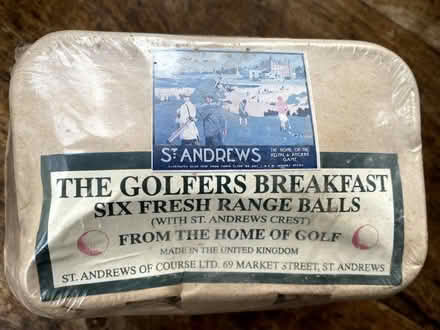 ST. ANDREWS
THE HOME OF THE
ROYAL & ANCIENT
GAME
THE GOLFERS BREAKFAST
SIX FRESH RANGE BALLS
(WITH ST. ANDREWS CREST)
FROM THE HOME OF GOLF
MADE IN THE UNITED KINGDOM
ST. ANDREWS OF COURSE LTD. 69 MARKET STREET, ST. ANDREWS